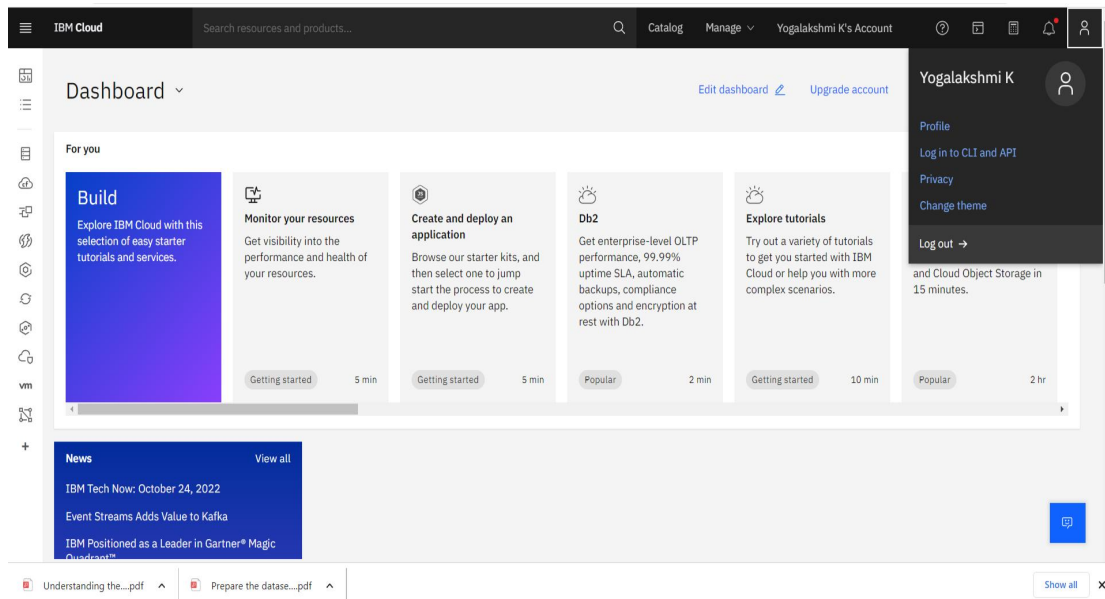 IBM Cloud
Search resources and products...
Catalog
Manage
Yogalakshmi K's Account
Dashboard
Edit dashboard
Upgrade account
Yogalakshmi K
Profile
Log in to CLI and API
Privacy
Change theme
Log out →
For you
Build
Explore IBM Cloud with this
selection of easy starter
tutorials and services.
Monitor your resources
Get visibility into the
performance and health of
your resources.
Getting started
5 min
Create and deploy an
application
Browse our starter kits, and
then select one to jump
start the process to create
and deploy your app.
Getting started
5 min
Db2
Get enterprise-level OLTP
performance, 99.99%
uptime SLA, automatic
backups, compliance
options and encryption at
rest with Db2.
Popular
2 min
Explore tutorials
Try out a variety of tutorials
to get you started with IBM
Cloud or help you with more
complex scenarios.
Getting started
10 min
and Cloud Object Storage in
15 minutes.
Popular
2 hr
vm
News
View all
IBM Tech Now: October 24, 2022
Event Streams Adds Value to Kafka
IBM Positioned as a Leader in Gartner® Magic
Quadrant™
Understanding the....pdf
Prepare the datase....pdf
Show all